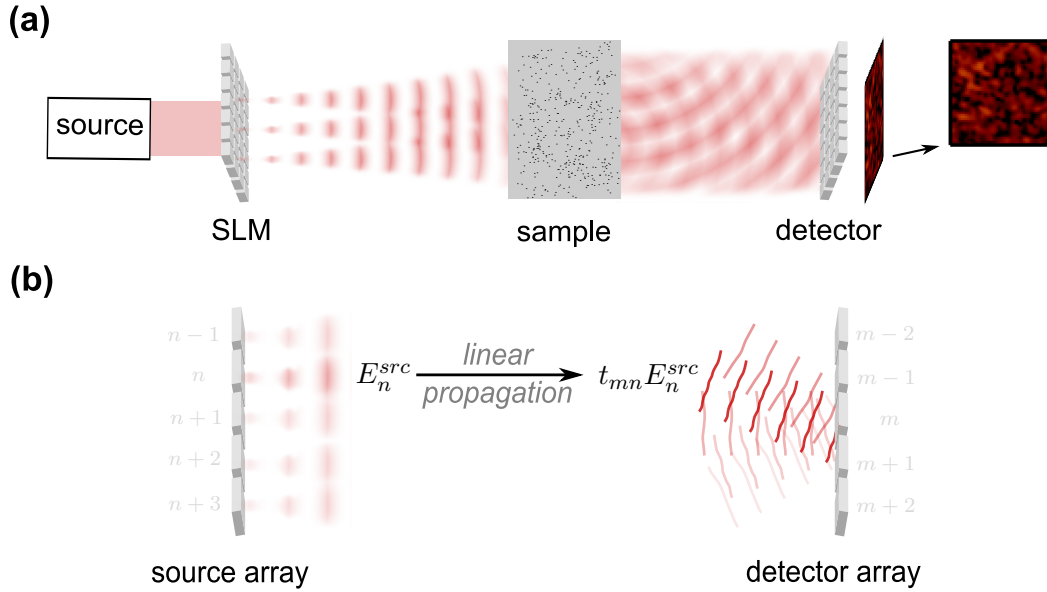 (a)
source
SLM
sample
detector
(b)
n − 1
n
n + 1
n + 2
n + 3
E_n^{src}
linear
propagation
t_{mn}E_n^{src}
m − 2
m − 1
m
m + 1
m + 2
source array
detector array